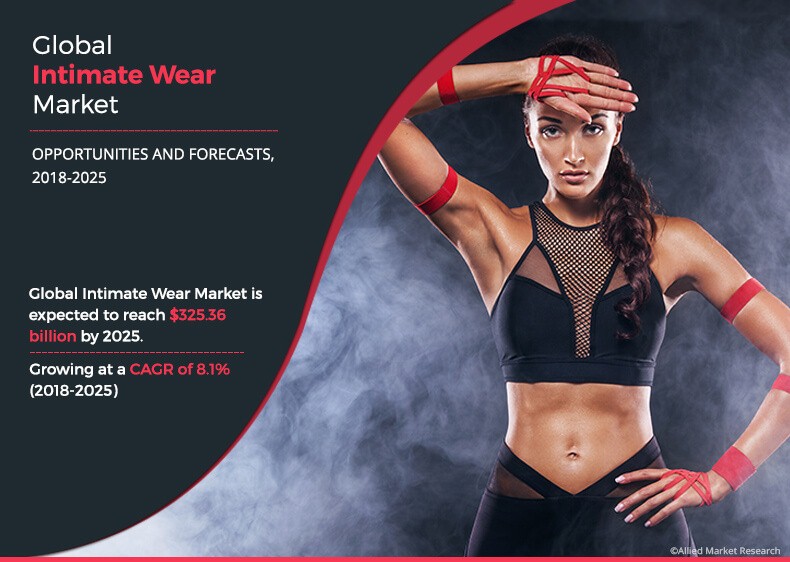 Global
Intimate Wear
Market
OPPORTUNITIES AND FORECASTS,
2018-2025
Global Intimate Wear Market is
expected to reach $325.36
billion by 2025.
Growing at a CAGR of 8.1%
(2018-2025)
©Allied Market Research